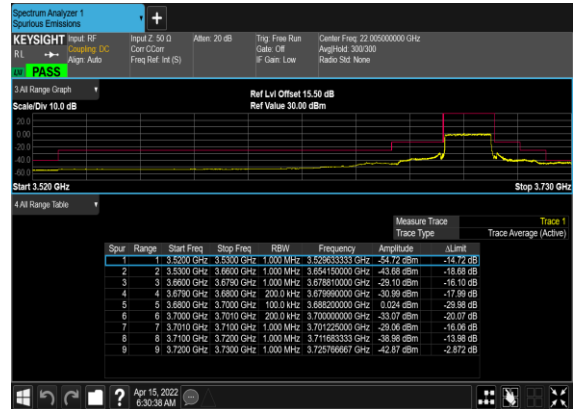 Spectrum Analyzer 1
Spurious Emissions
+
KEYSIGHT Input: RF Input Z: 50 Ω Atten: 20 dB Trig: Free Run Center Freq: 22.005000000 GHz
RL Coupling: DC Corr CCorr Gate: Off Avg|Hold: 300/300
Align: Auto Freq Ref: Int (S) IF Gain: Low Radio Std: None
PASS
3 All Range Graph Ref Lvl Offset 15.50 dB
Scale/Div 10.0 dB Ref Value 30.00 dBm
20.0
0.00
-20.0
-40.0
-60.0
Start 3.520 GHz Stop 3.730 GHz
4 All Range Table
Measure Trace Trace 1
Trace Type Trace Average (Active)
Spur Range Start Freq Stop Freq RBW Frequency Amplitude ΔLimit
1 1 3.5200 GHz 3.5300 GHz 1.000 MHz 3.529633333 GHz -54.72 dBm -14.72 dB
2 2 3.5300 GHz 3.6600 GHz 1.000 MHz 3.654150000 GHz -43.68 dBm -18.68 dB
3 3 3.6600 GHz 3.6790 GHz 1.000 MHz 3.678810000 GHz -29.10 dBm -16.10 dB
4 4 3.6790 GHz 3.6800 GHz 200.0 kHz 3.679990000 GHz -30.99 dBm -17.99 dB
5 5 3.6800 GHz 3.7000 GHz 100.0 kHz 3.688200000 GHz 0.024 dBm -29.98 dB
6 6 3.7000 GHz 3.7010 GHz 200.0 kHz 3.700000000 GHz -33.07 dBm -20.07 dB
7 7 3.7010 GHz 3.7100 GHz 1.000 MHz 3.701225000 GHz -29.06 dBm -16.06 dB
8 8 3.7100 GHz 3.7200 GHz 1.000 MHz 3.711683333 GHz -38.98 dBm -13.98 dB
9 9 3.7200 GHz 3.7300 GHz 1.000 MHz 3.725766667 GHz -42.87 dBm -2.872 dB
? Apr 15, 2022
6:30:38 AM